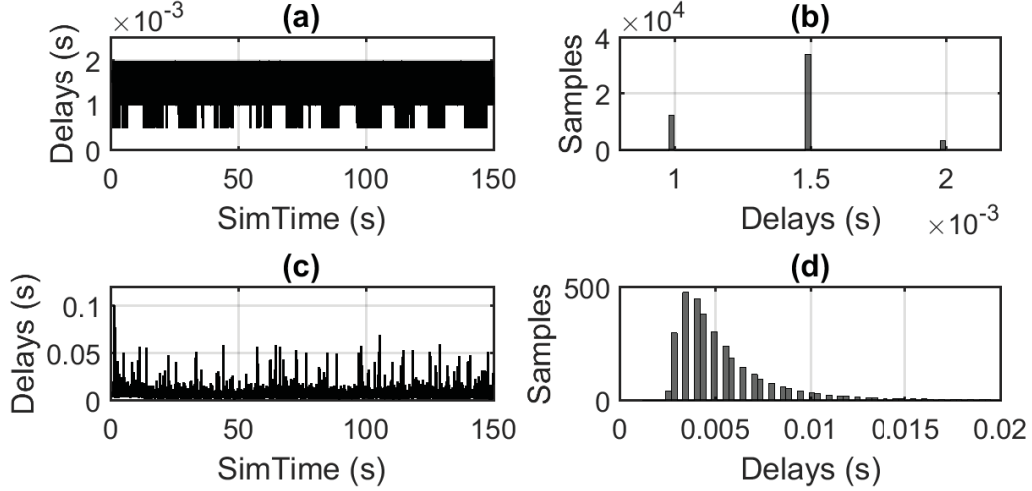 (a)
×10⁻³
Delays (s)
2
1
0
0 50 100 150
SimTime (s)
(b)
×10⁴
Samples
4
2
0
1 1.5 2
Delays (s)
×10⁻³
(c)
Delays (s)
0.1
0.05
0
0 50 100 150
SimTime (s)
(d)
Samples
500
0
0 0.005 0.01 0.015 0.02
Delays (s)